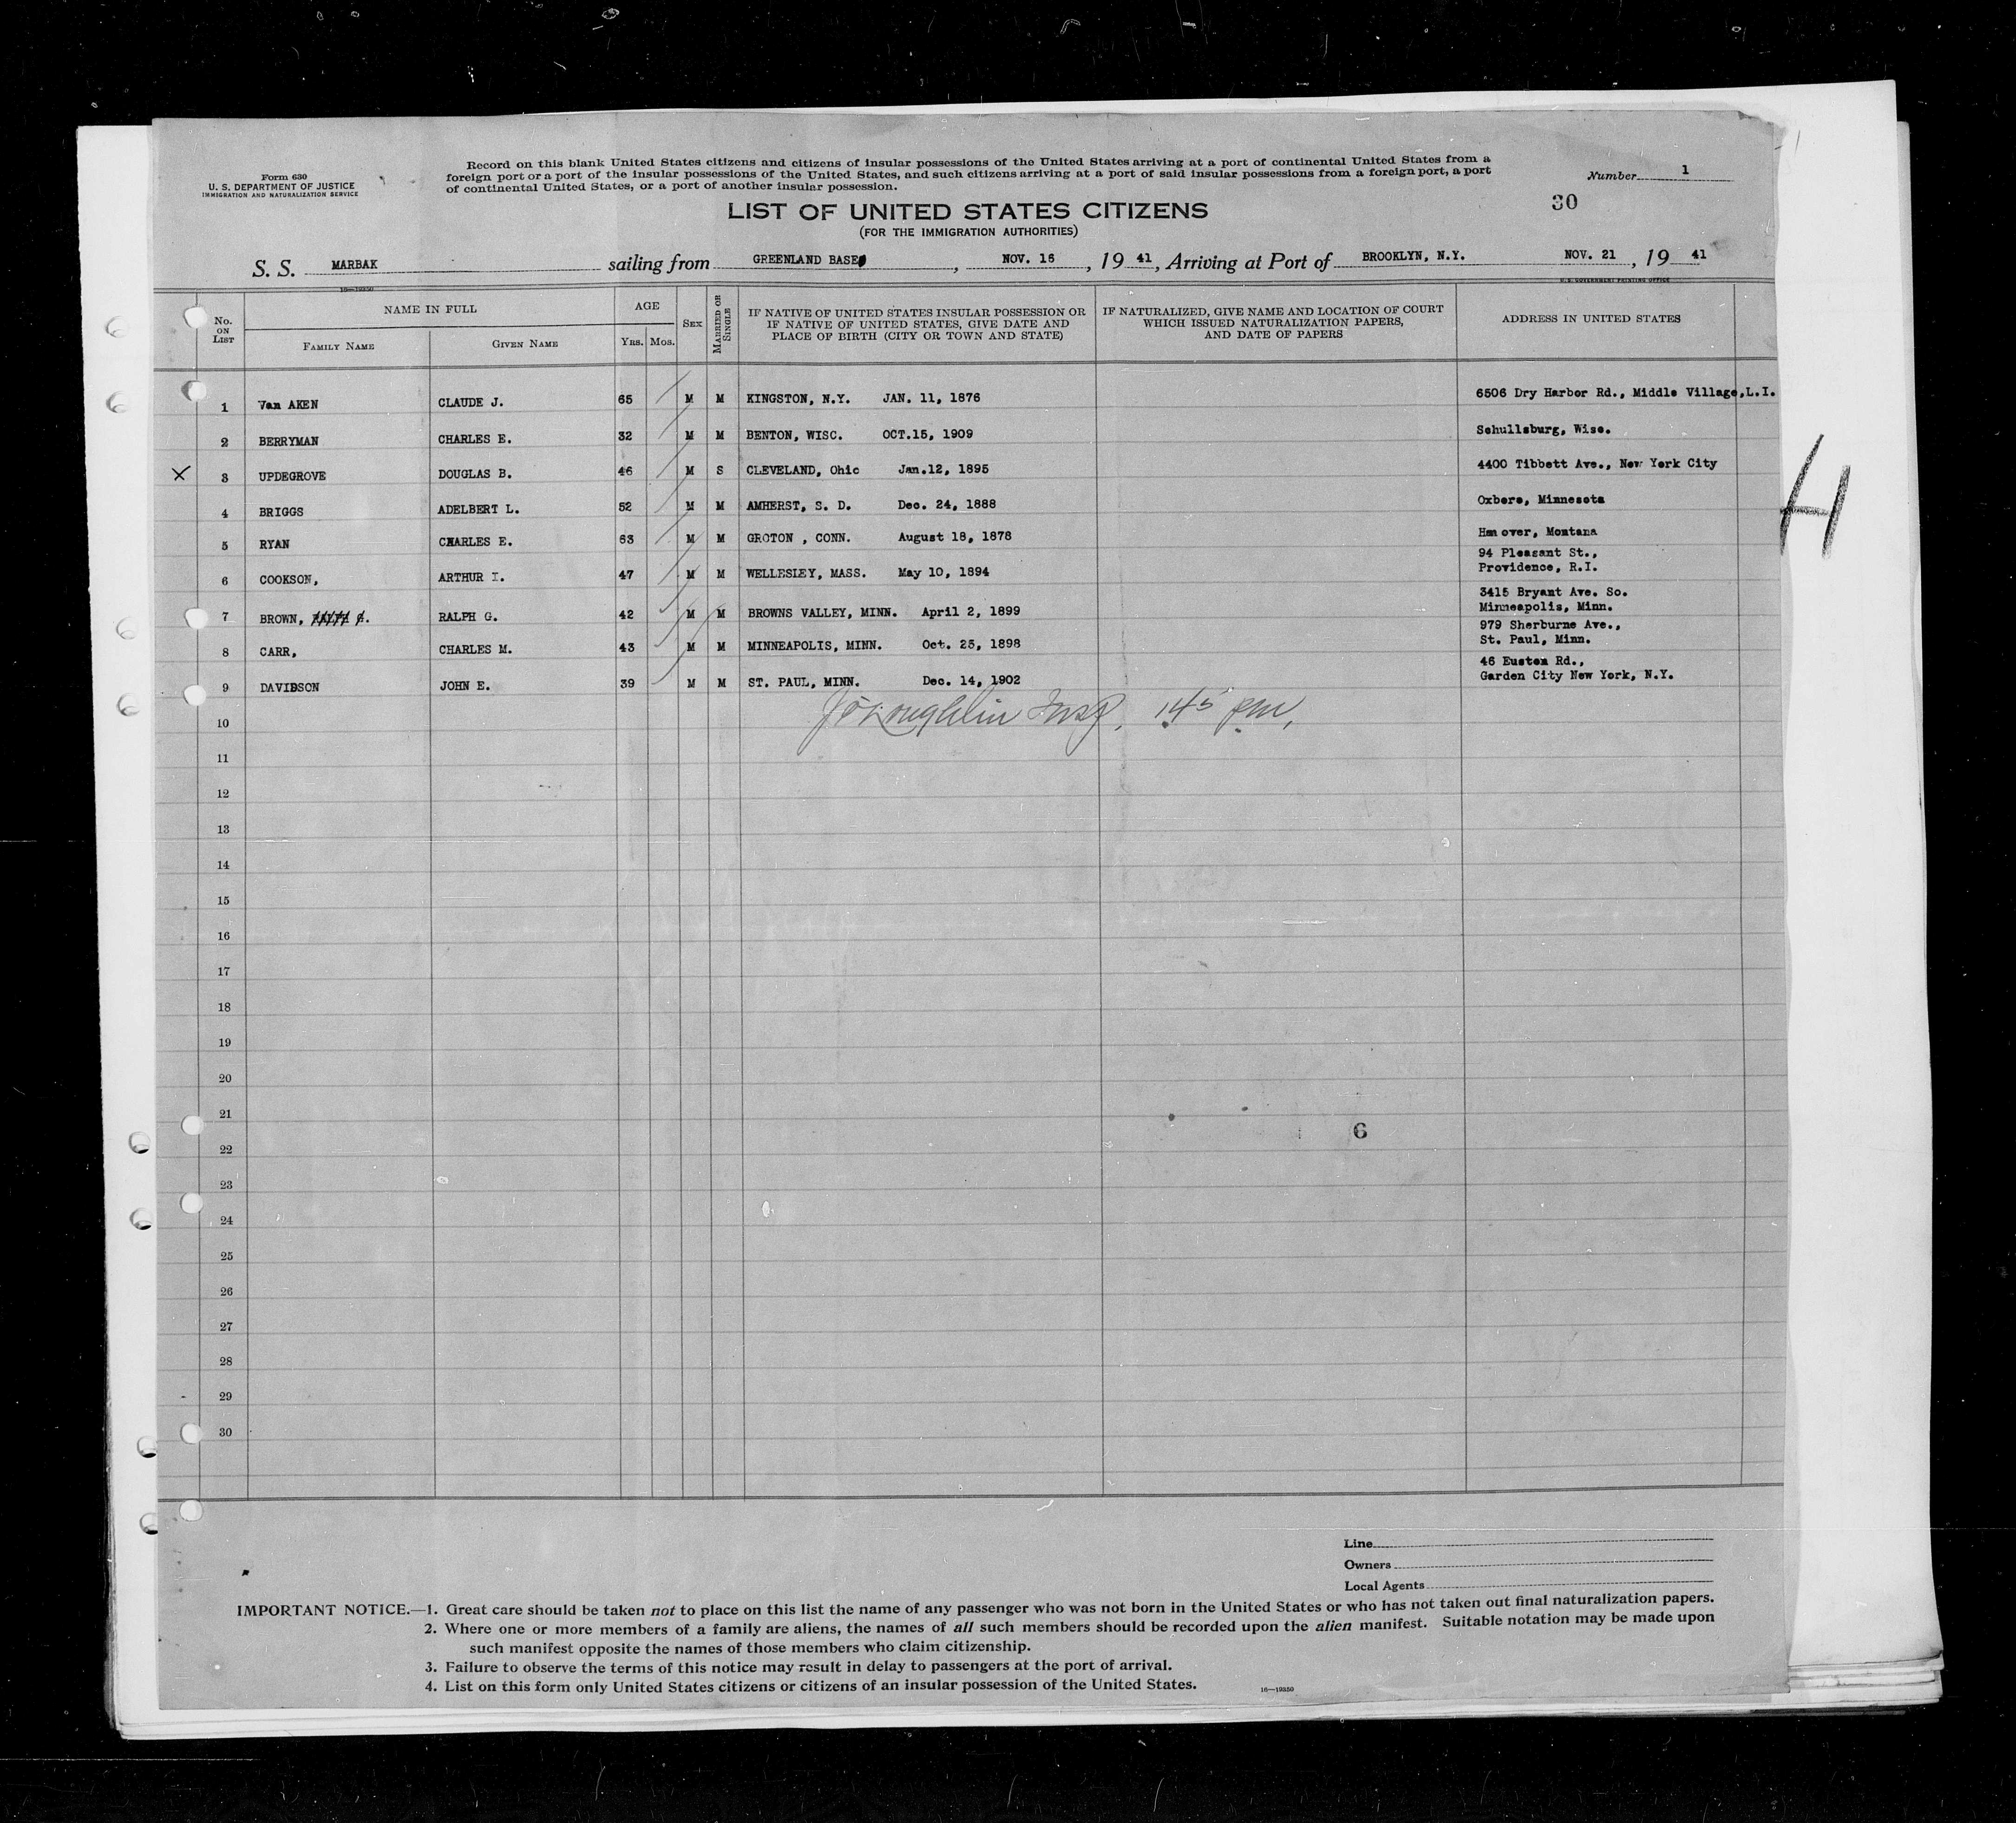 Form 630
U. S. DEPARTMENT OF JUSTICE
IMMIGRATION AND NATURALIZATION SERVICE
Record on this blank United States citizens and citizens of insular possessions of the United States arriving at a port of continental United States from a
foreign port or a port of the insular possessions of the United States, and such citizens arriving at a port of said insular possessions from a foreign port, a port
of continental United States, or a port of another insular possession.
Number 1
30
LIST OF UNITED STATES CITIZENS
(FOR THE IMMIGRATION AUTHORITIES)
S. S. MARBAK sailing from GREENLAND BASE, NOV. 16, 19 41, Arriving at Port of BROOKLYN, N.Y. NOV. 21, 19 41
16—19350 U. S. GOVERNMENT PRINTING OFFICE
No. ON LIST
NAME IN FULL
FAMILY NAME GIVEN NAME
AGE
YRS. MOS.
SEX
MARRIED OR SINGLE
IF NATIVE OF UNITED STATES INSULAR POSSESSION OR
IF NATIVE OF UNITED STATES, GIVE DATE AND
PLACE OF BIRTH (CITY OR TOWN AND STATE)
IF NATURALIZED, GIVE NAME AND LOCATION OF COURT
WHICH ISSUED NATURALIZATION PAPERS,
AND DATE OF PAPERS
ADDRESS IN UNITED STATES
1 Van AKEN CLAUDE J. 65 M M KINGSTON, N.Y. JAN. 11, 1876 6506 Dry Harbor Rd., Middle Village,L.I.
2 BERRYMAN CHARLES E. 32 M M BENTON, WISC. OCT.15, 1909 Schullsburg, Wisc.
X 3 UPDEGROVE DOUGLAS B. 46 M S CLEVELAND, Ohio Jan.12, 1895 4400 Tibbett Ave., New York City
4 BRIGGS ADELBERT L. 52 M M AMHERST, S. D. Dec. 24, 1888 Oxboro, Minnesota
5 RYAN CHARLES E. 63 M M GROTON , CONN. August 18, 1878 Hanover, Montana
6 COOKSON, ARTHUR I. 47 M M WELLESLEY, MASS. May 10, 1894 94 Pleasant St.,
Providence, R.I.
7 BROWN, RALPH G. 42 M M BROWNS VALLEY, MINN. April 2, 1899 3415 Bryant Ave. So.
Minneapolis, Minn.
8 CARR, CHARLES M. 43 M M MINNEAPOLIS, MINN. Oct. 25, 1898 979 Sherburne Ave.,
St. Paul, Minn.
9 DAVIDSON JOHN E. 39 M M ST. PAUL, MINN. Dec. 14, 1902 46 Euston Rd.,
Garden City New York, N.Y.
H
10 J O'Loughlin Insp. 1 45 pm.
11
12
13
14
15
16
17
18
19
20
21
6
22
23
24
25
26
27
28
29
30
Line
Owners
Local Agents
IMPORTANT NOTICE.—1. Great care should be taken not to place on this list the name of any passenger who was not born in the United States or who has not taken out final naturalization papers.
2. Where one or more members of a family are aliens, the names of all such members should be recorded upon the alien manifest. Suitable notation may be made upon
such manifest opposite the names of those members who claim citizenship.
3. Failure to observe the terms of this notice may result in delay to passengers at the port of arrival.
4. List on this form only United States citizens or citizens of an insular possession of the United States.
16—19350